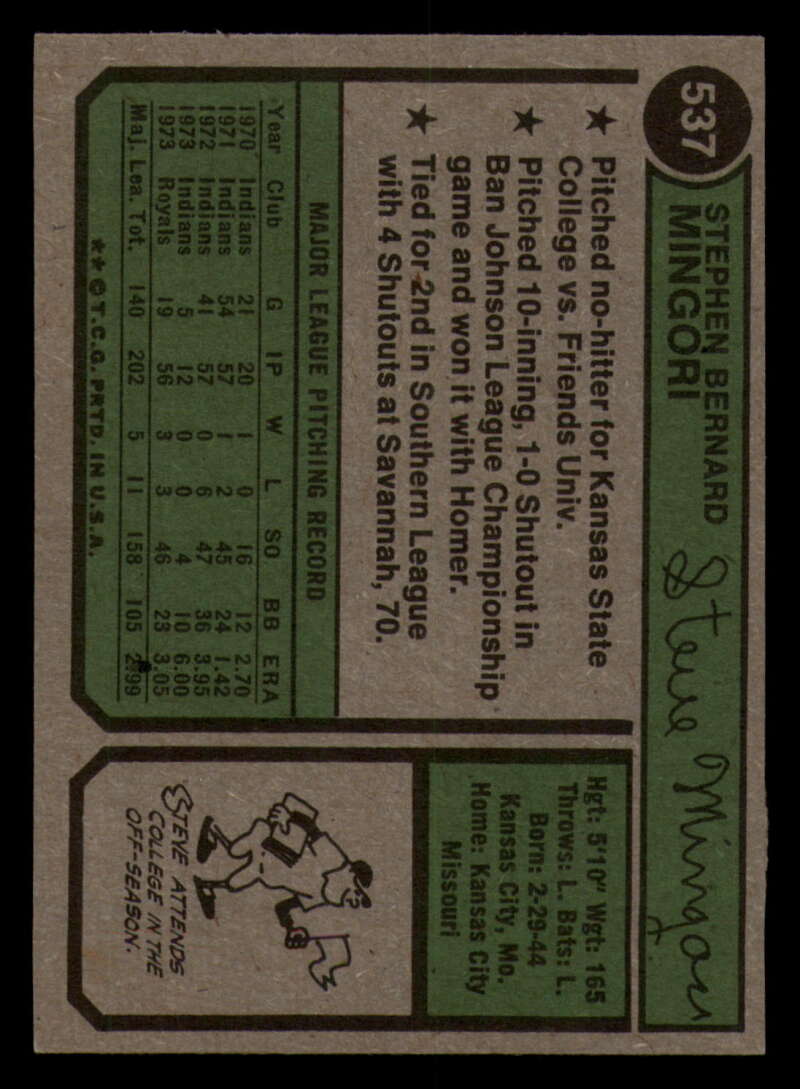 537
STEPHEN BERNARD
MINGORI
Steve Mingori
★ Pitched no-hitter for Kansas State
College vs. Friends Univ.
★ Pitched 10-inning, 1-0 Shutout in
Ban Johnson League Championship
game and won it with Homer.
★ Tied for 2nd in Southern League
with 4 Shutouts at Savannah, 70.
MAJOR LEAGUE PITCHING RECORD
Year Club G IP W L SO BB ERA
1970 Indians 21 20 1 0 16 12 2.70
1971 Indians 54 57 1 2 45 24 1.42
1972 Indians 41 57 0 6 47 36 3.95
1973 Indians 5 12 0 0 4 10 6.00
1973 Royals 19 56 3 3 46 23 3.05
Maj. Lea. Tot. 140 202 5 11 158 105 2.99
★★©T.C.G. PRTD. IN U.S.A.
Hgt: 5'10" Wgt: 165
Throws: L. Bats: L.
Born: 2-29-44
Kansas City, Mo.
Home: Kansas City
Missouri
STEVE ATTENDS
COLLEGE IN THE
OFF-SEASON.